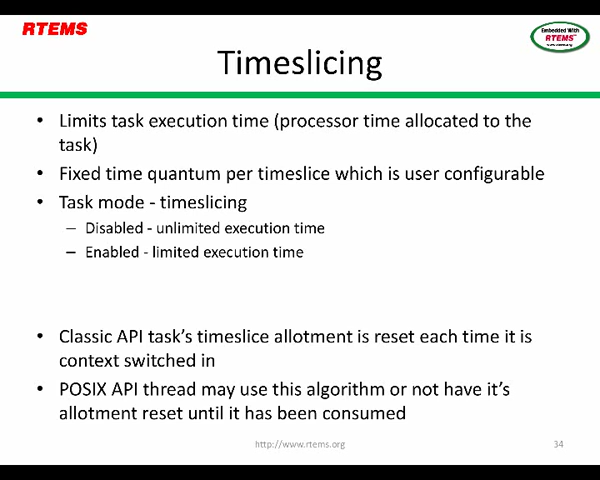 RTEMS
Embedded With
RTEMS
Timeslicing
• Limits task execution time (processor time allocated to the
task)
• Fixed time quantum per timeslice which is user configurable
• Task mode - timeslicing
– Disabled - unlimited execution time
– Enabled - limited execution time
• Classic API task's timeslice allotment is reset each time it is
context switched in
• POSIX API thread may use this algorithm or not have it's
allotment reset until it has been consumed
http://www.rtems.org
34